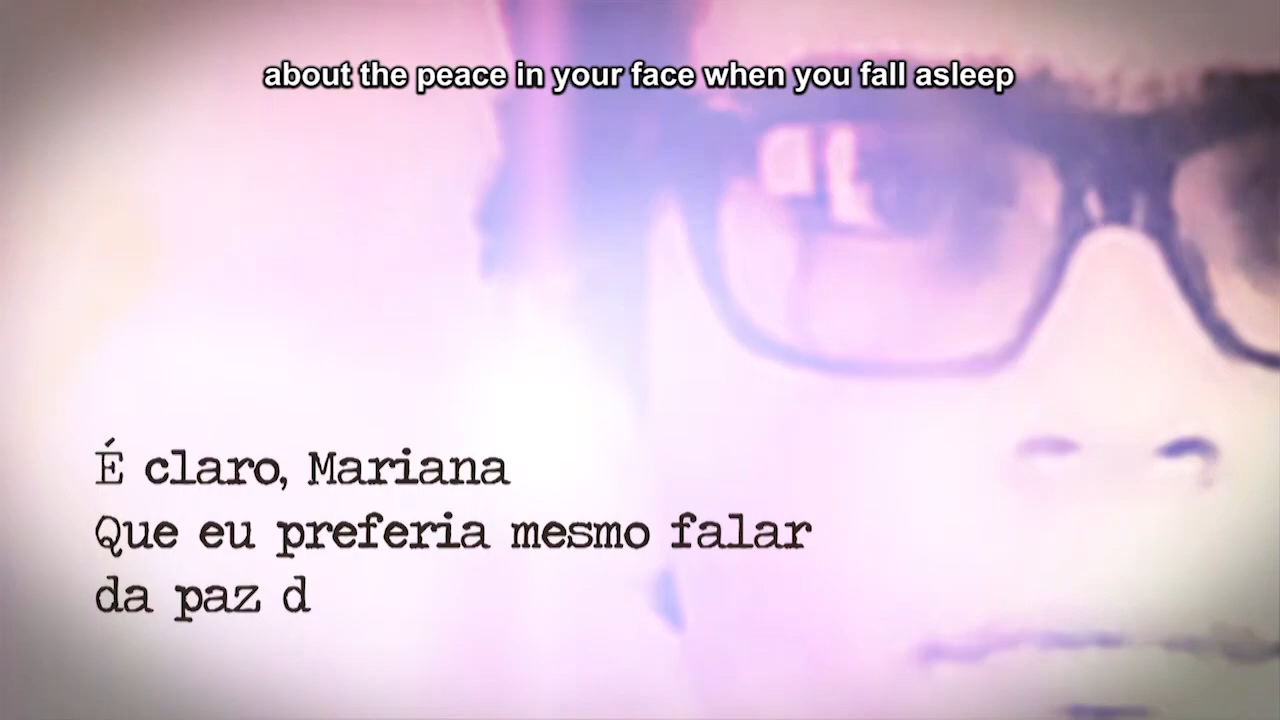 about the peace in your face when you fall asleep
É claro, Mariana
Que eu preferia mesmo falar
da paz d